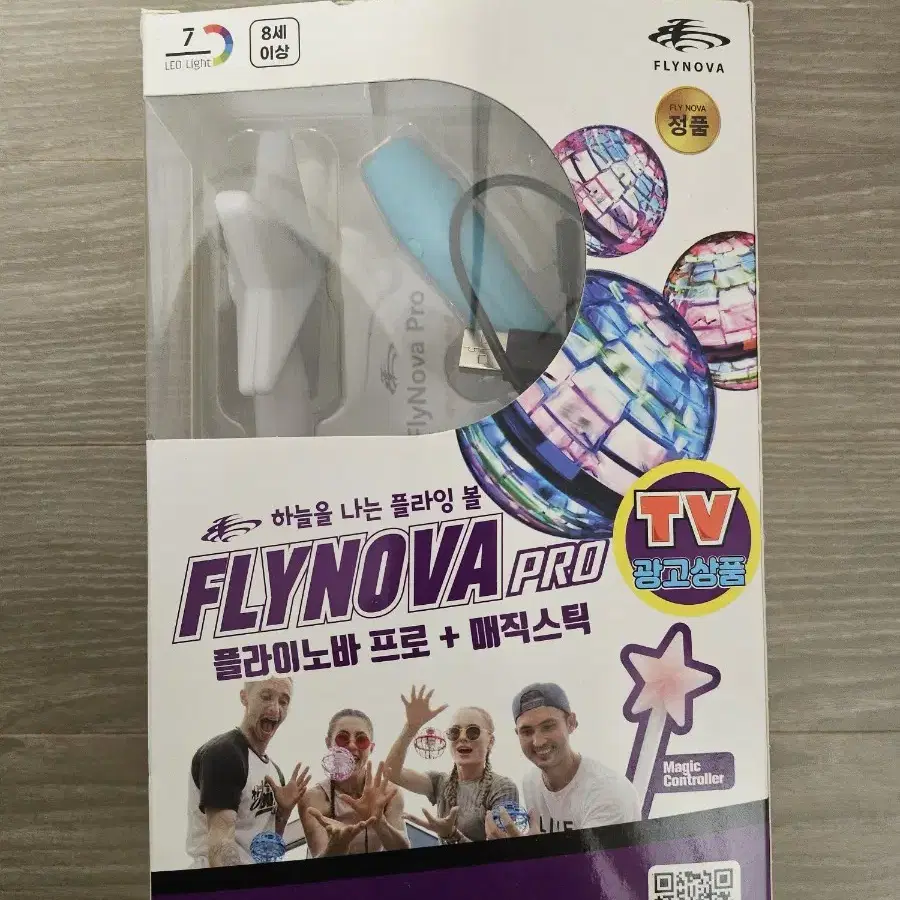 7
LED Light
8세
이상
FLYNOVA
FLY NOVA
정품
FlyNova Pro
하늘을 나는 플라잉 볼
FLYNOVA PRO
플라이노바 프로 + 매직스틱
TV
광고상품
Magic
Controller